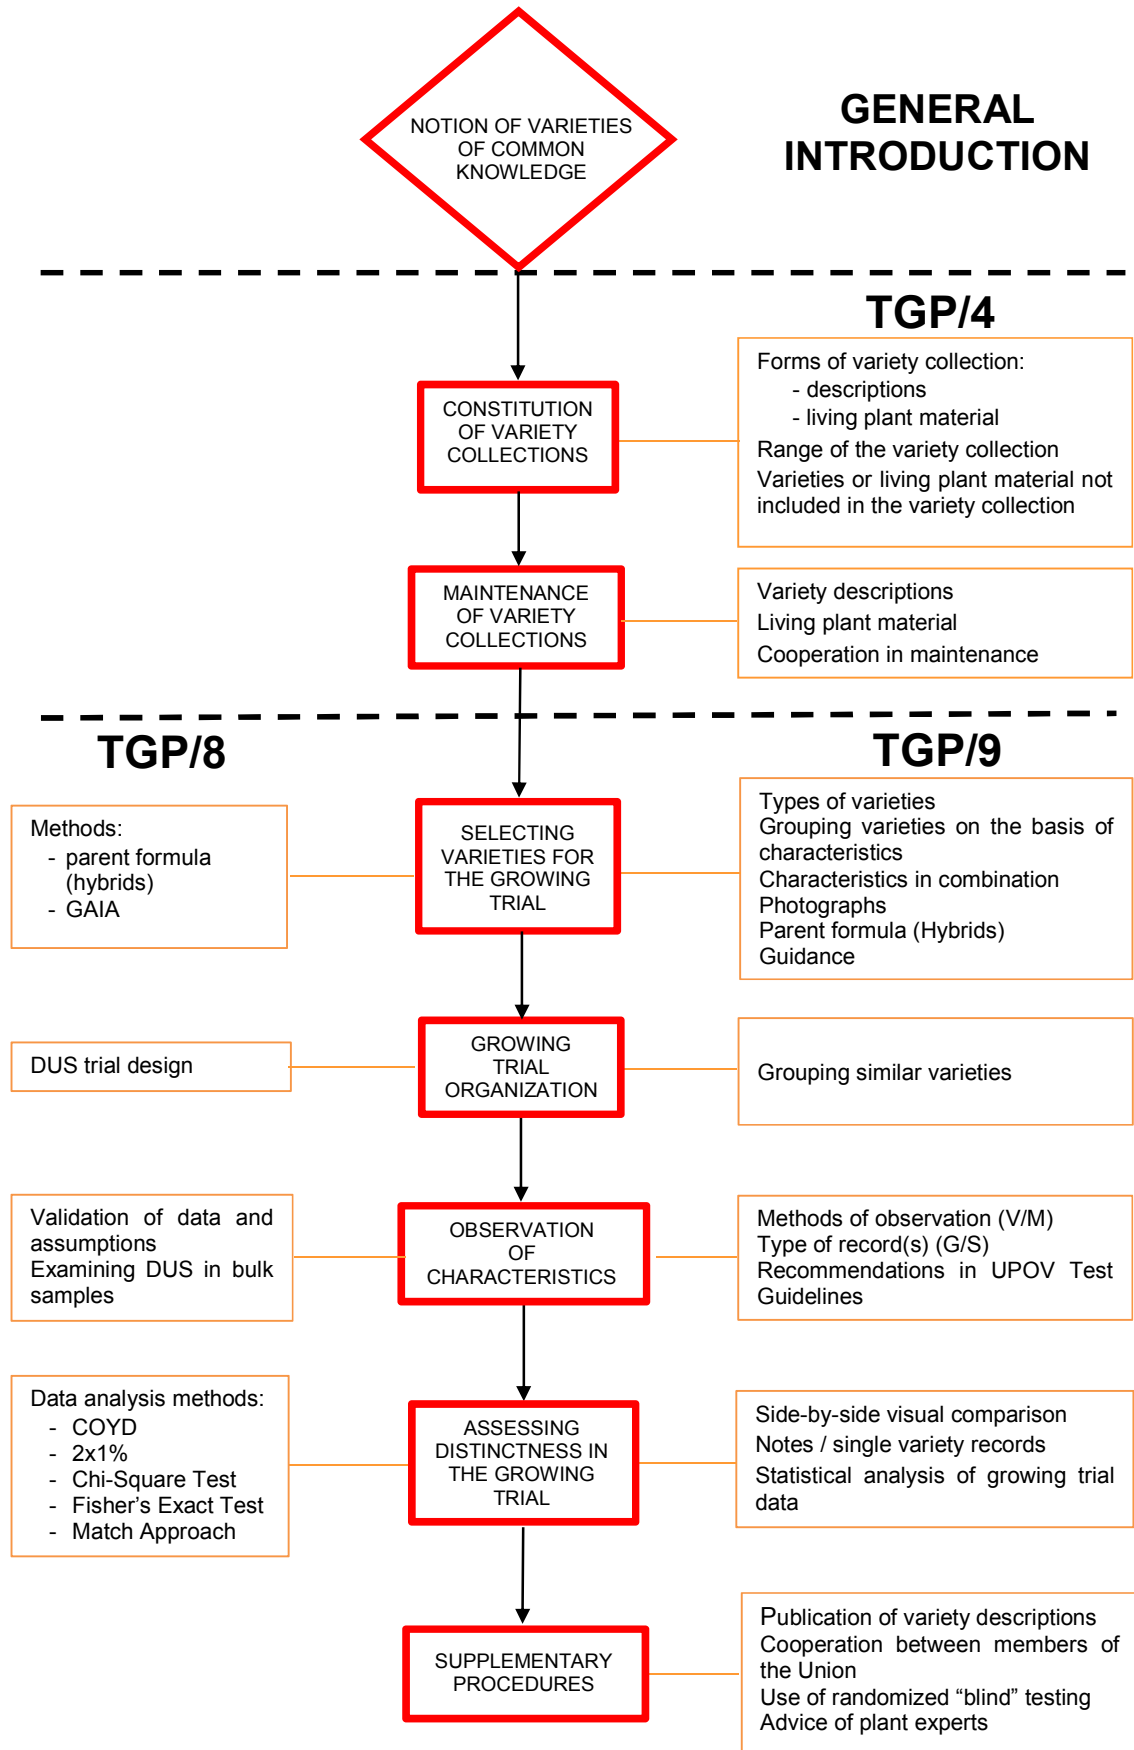 NOTION OF VARIETIES
OF COMMON
KNOWLEDGE
GENERAL
INTRODUCTION
TGP/4
CONSTITUTION
OF VARIETY
COLLECTIONS
Forms of variety collection:
- descriptions
- living plant material
Range of the variety collection
Varieties or living plant material not
included in the variety collection
MAINTENANCE
OF VARIETY
COLLECTIONS
Variety descriptions
Living plant material
Cooperation in maintenance
TGP/8
TGP/9
Methods:
- parent formula
(hybrids)
- GAIA
SELECTING
VARIETIES FOR
THE GROWING
TRIAL
Types of varieties
Grouping varieties on the basis of
characteristics
Characteristics in combination
Photographs
Parent formula (Hybrids)
Guidance
DUS trial design
GROWING
TRIAL
ORGANIZATION
Grouping similar varieties
Validation of data and
assumptions
Examining DUS in bulk
samples
OBSERVATION
OF
CHARACTERISTICS
Methods of observation (V/M)
Type of record(s) (G/S)
Recommendations in UPOV Test
Guidelines
Data analysis methods:
- COYD
- 2x1%
- Chi-Square Test
- Fisher's Exact Test
- Match Approach
ASSESSING
DISTINCTNESS IN
THE GROWING
TRIAL
Side-by-side visual comparison
Notes / single variety records
Statistical analysis of growing trial
data
SUPPLEMENTARY
PROCEDURES
Publication of variety descriptions
Cooperation between members of
the Union
Use of randomized “blind” testing
Advice of plant experts